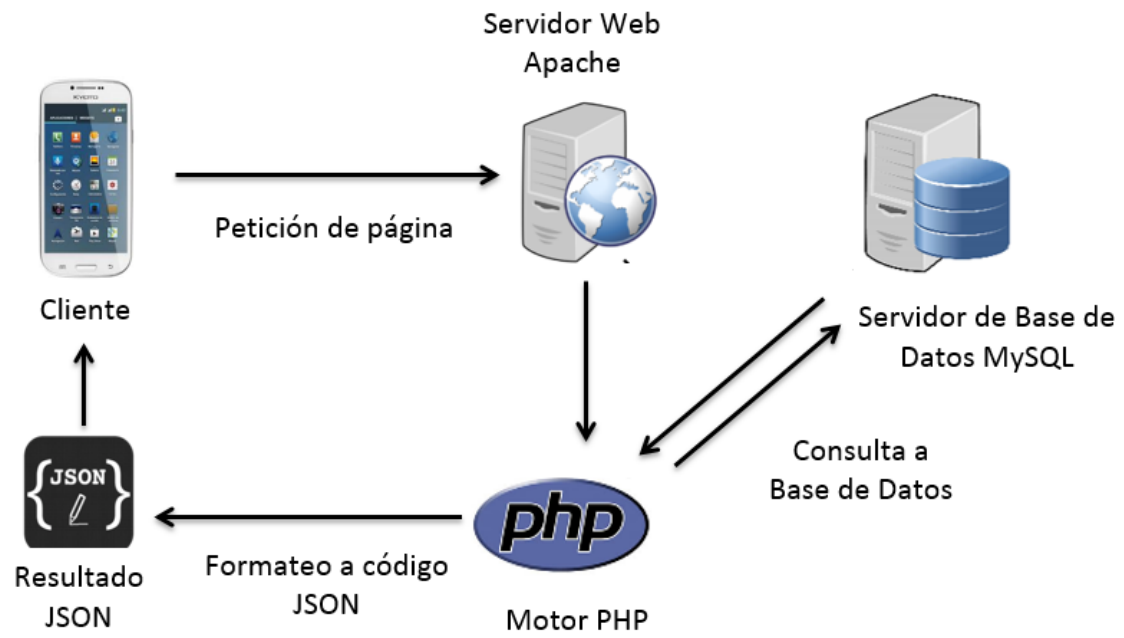 Servidor Web
Apache
Petición de página
Cliente
Servidor de Base de
Datos MySQL
Consulta a
Base de Datos
{JSON}
php
Formateo a código
JSON
Resultado
JSON
Motor PHP